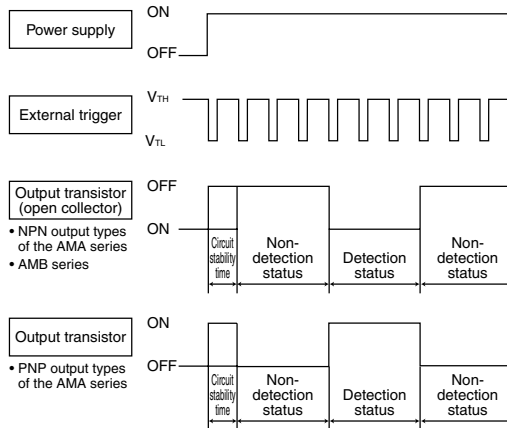 Power supply
ON
OFF
External trigger
VTH
VTL
Output transistor
(open collector)
• NPN output types
of the AMA series
• AMB series
OFF
ON
Circuit
stability
time
Non-
detection
status
Detection
status
Non-
detection
status
Output transistor
• PNP output types
of the AMA series
ON
OFF
Circuit
stability
time
Non-
detection
status
Detection
status
Non-
detection
status